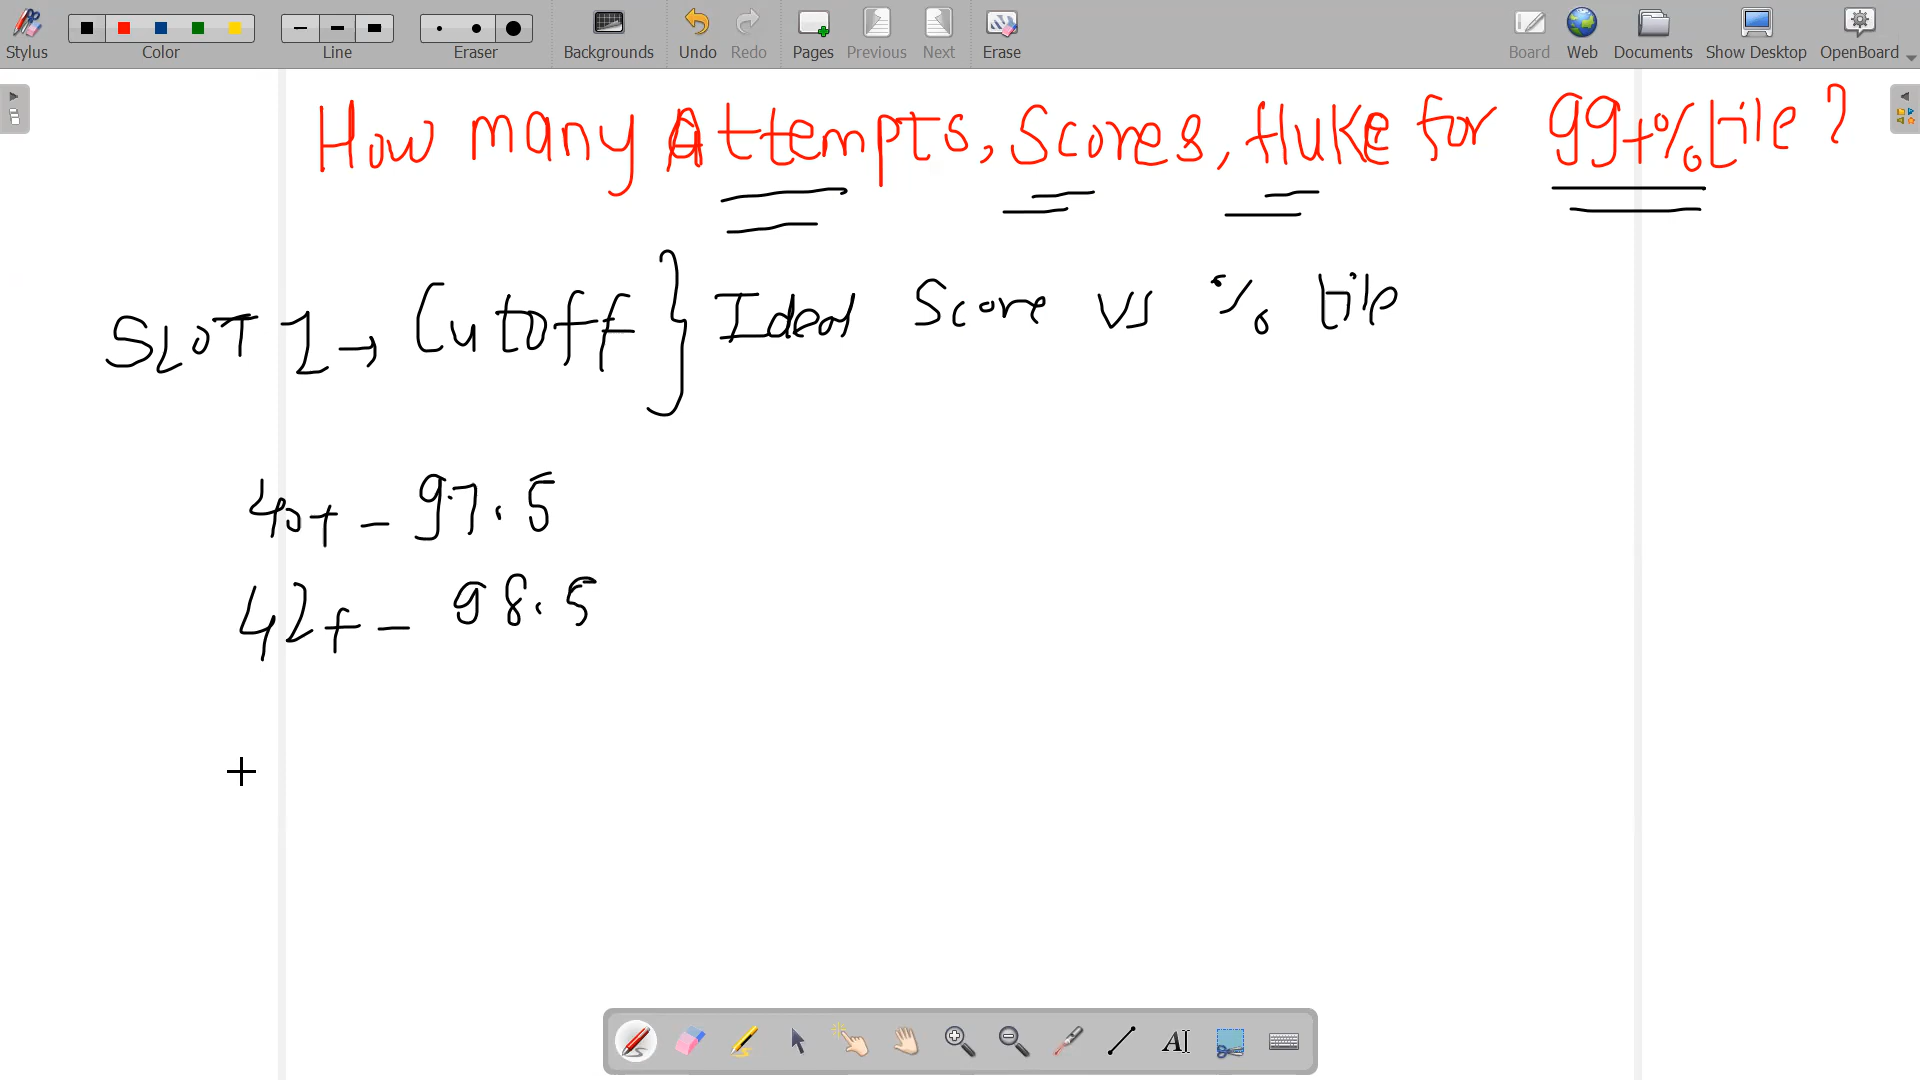 Stylus Color Line Eraser Backgrounds Undo Redo Pages Previous Next Erase Board Web Documents Show Desktop OpenBoard
How many Attempts, Scores, fluke for 99+%tile?
SLOT 1 → Cutoff } Ideal Score vs % tile
40+ - 97.5
42+ - 98.5